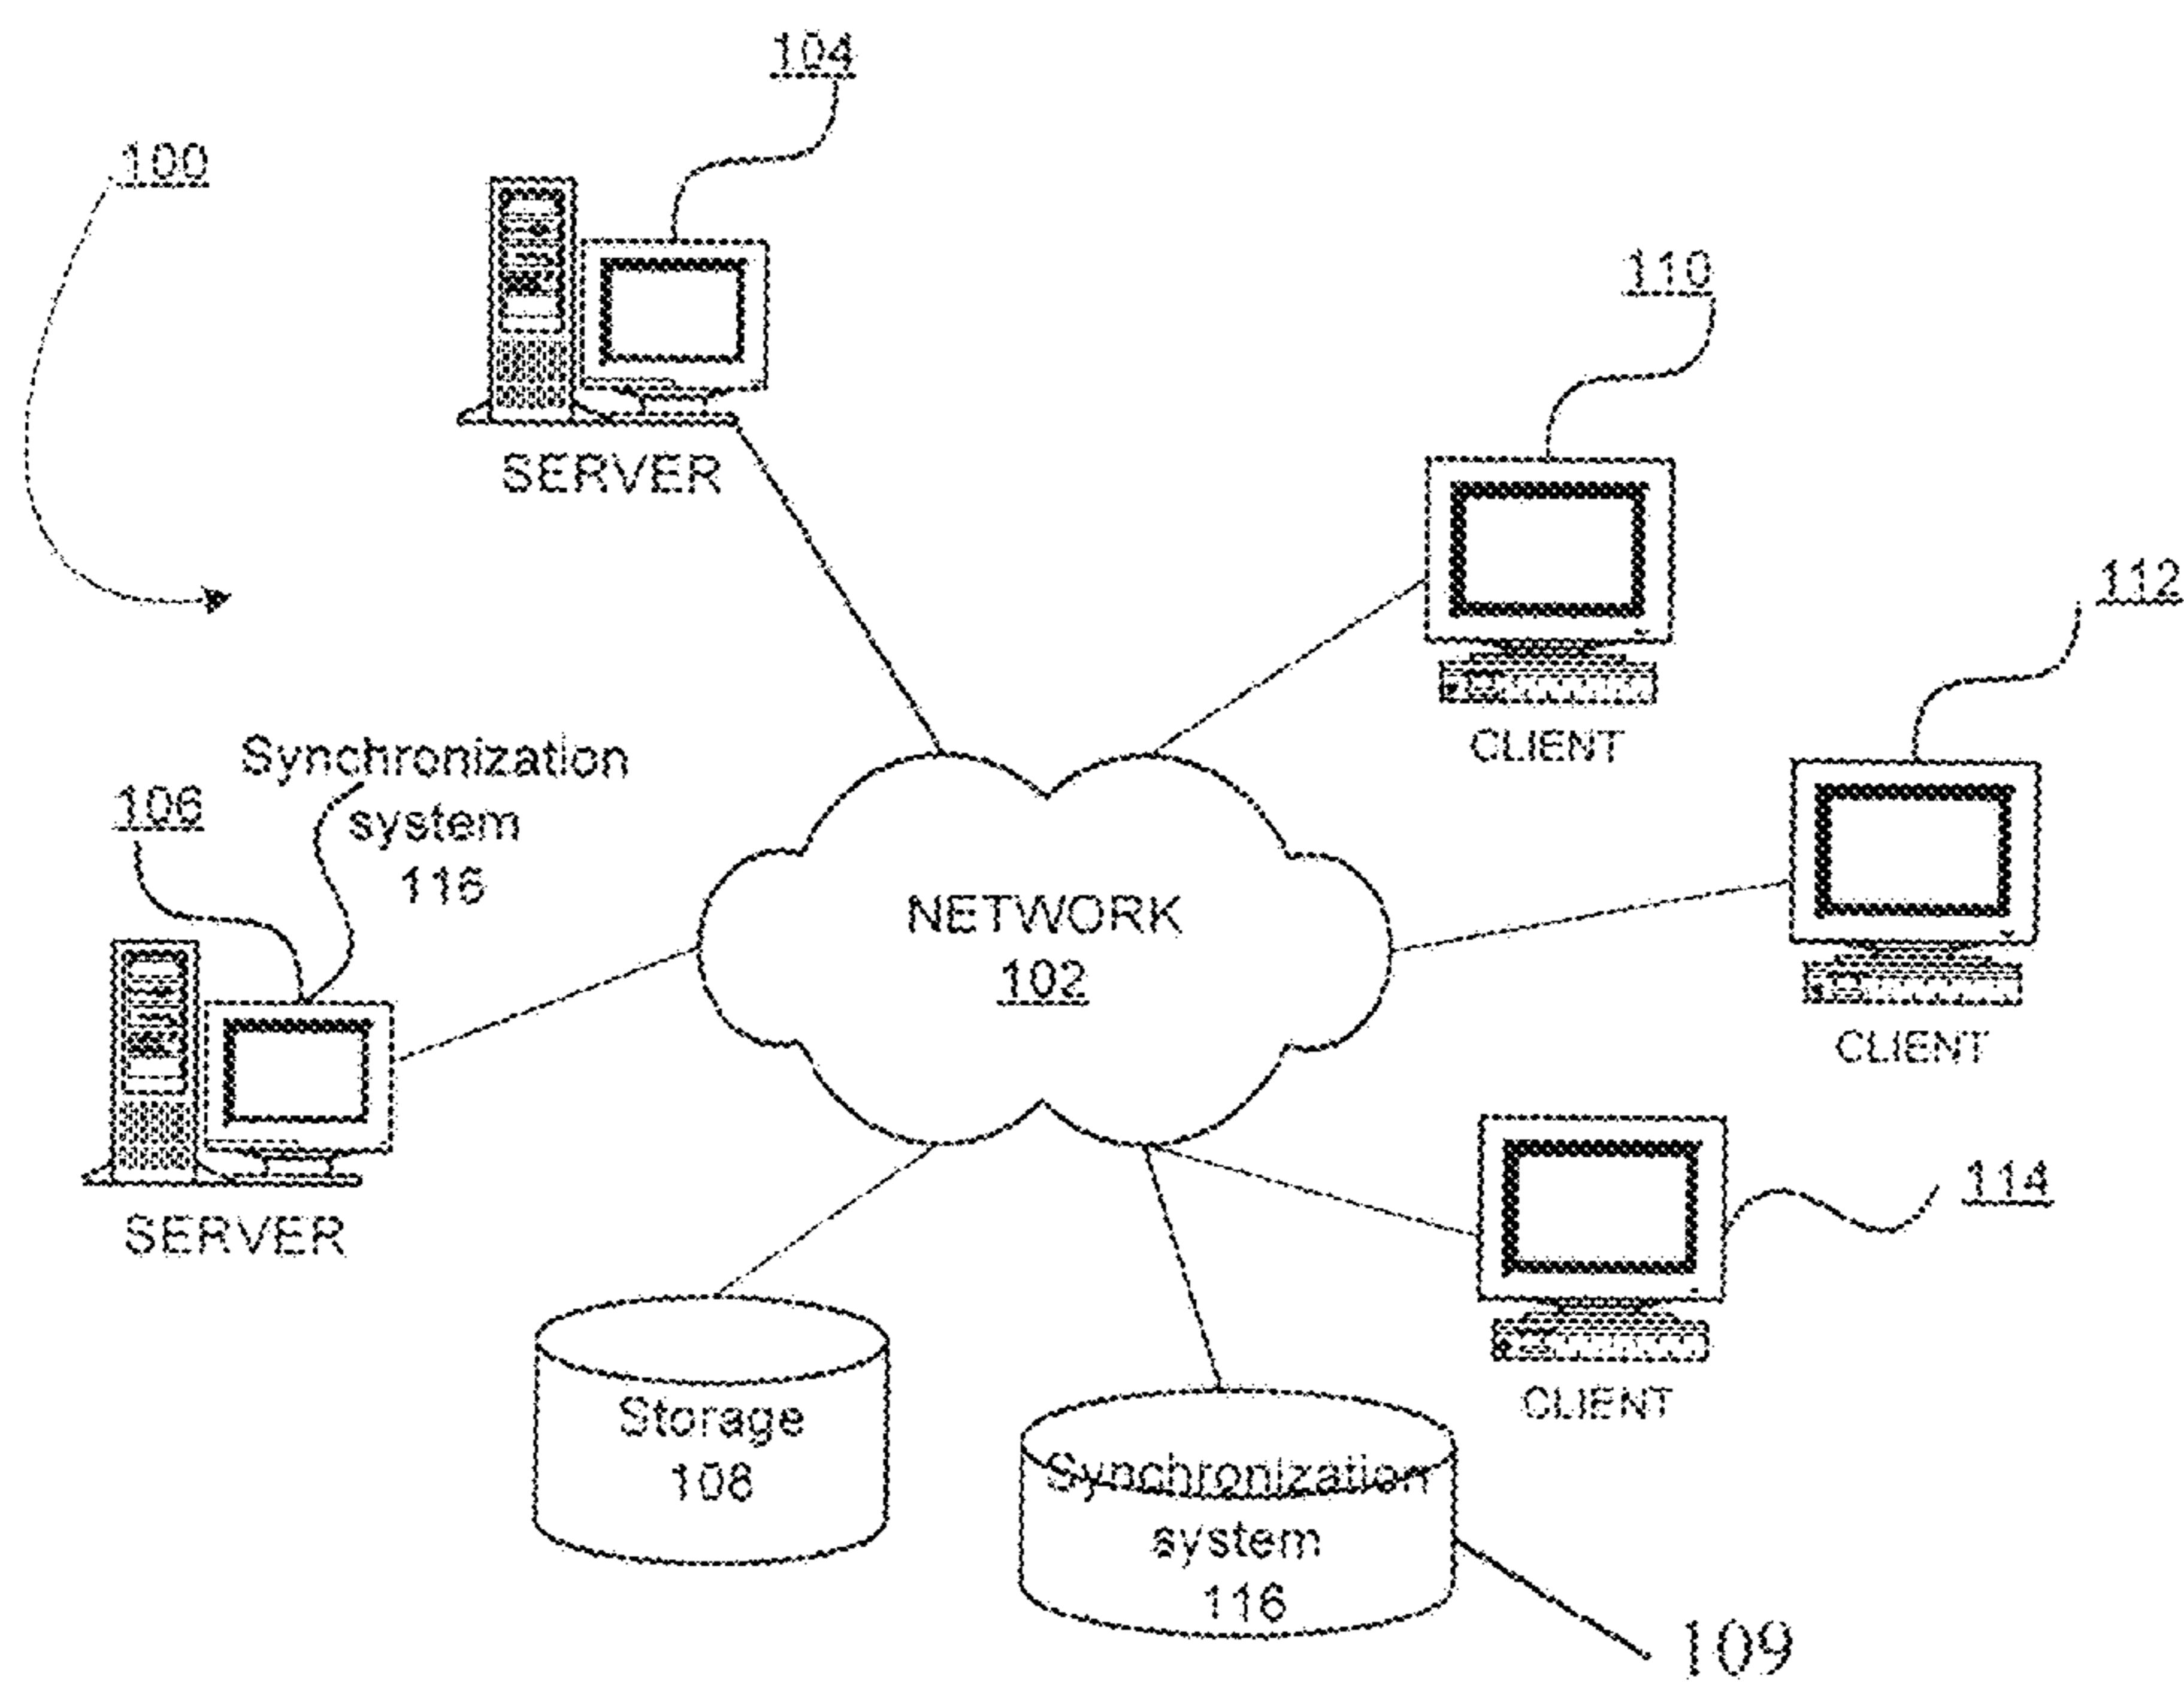 104
100
110
SERVER
112
CLIENT
Synchronization
system
116
106
NETWORK
102
CLIENT
114
SERVER
CLIENT
Storage
108
Synchronization
system
116
109